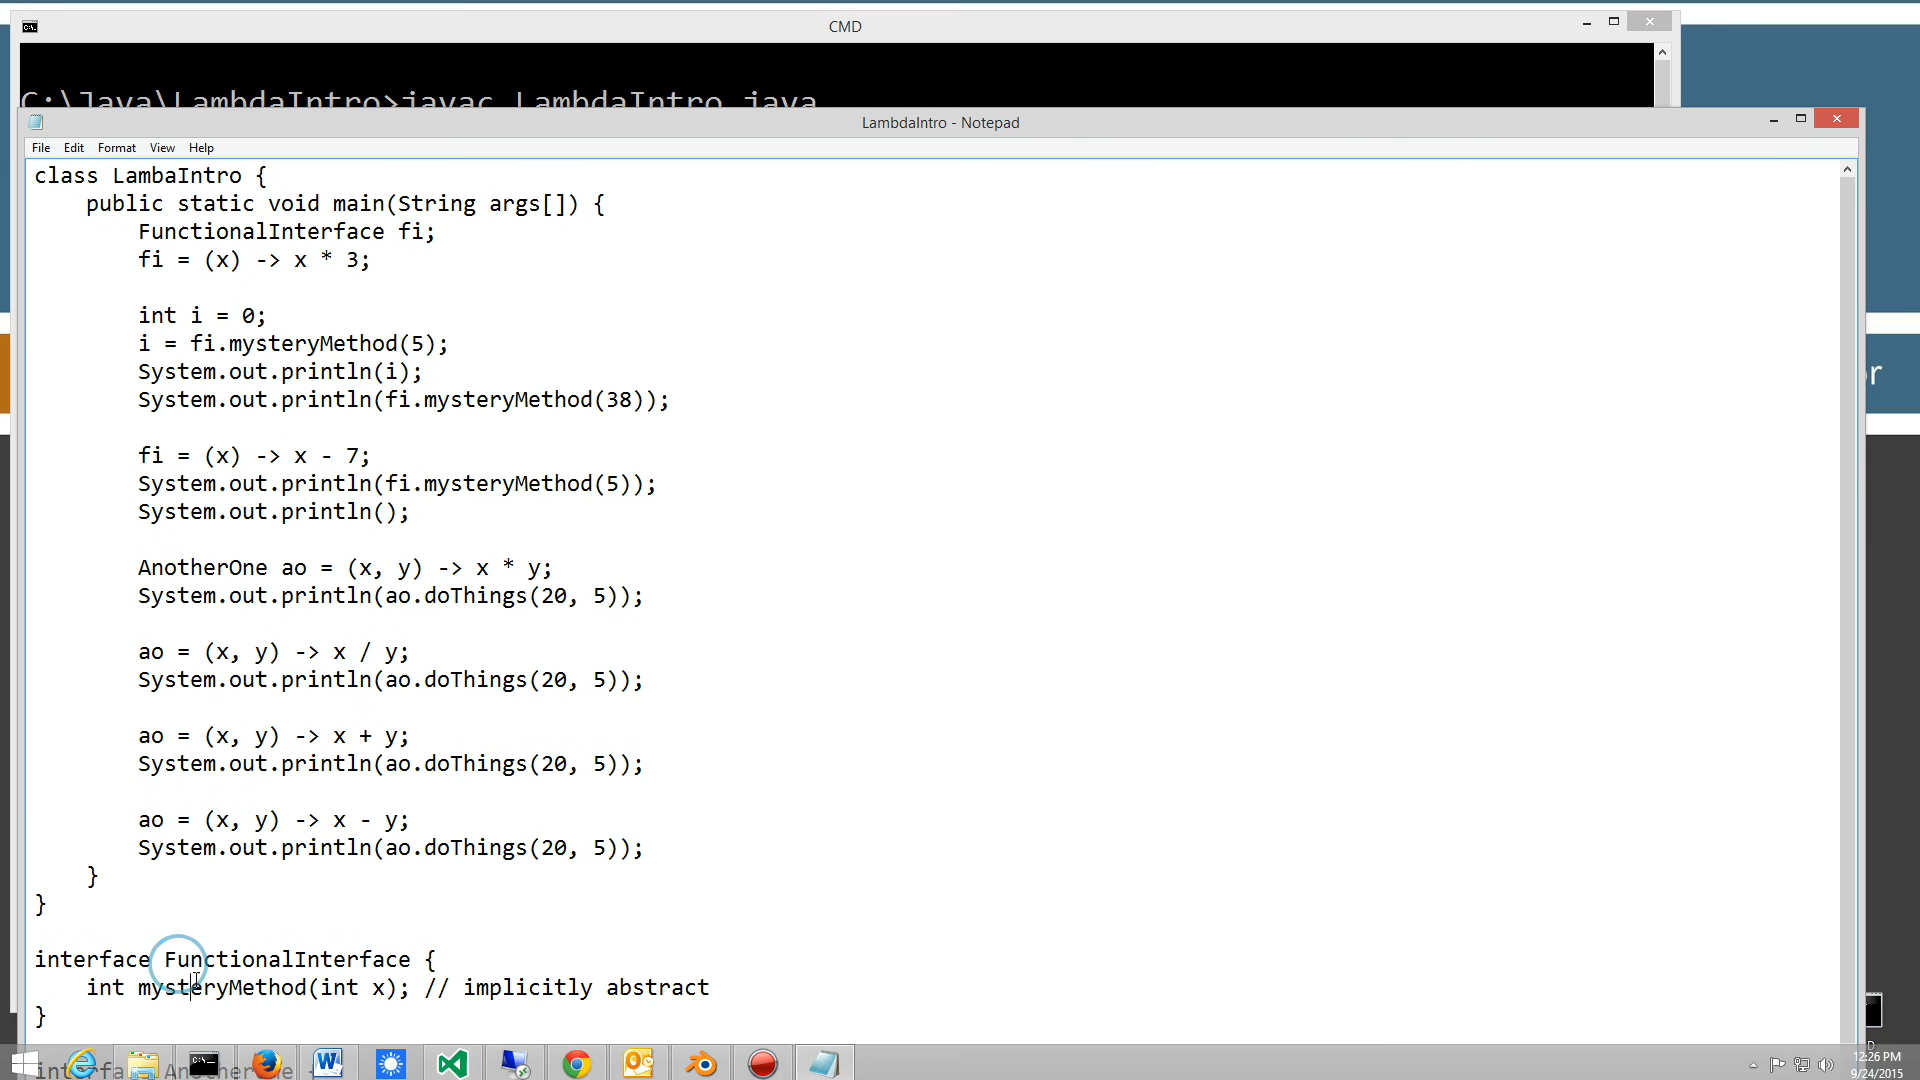 CMD
C:\Java\LambdaIntro>javac LambdaIntro.java
LambdaIntro - Notepad
File Edit Format View Help
class LambaIntro {
public static void main(String args[]) {
FunctionalInterface fi;
fi = (x) -> x * 3;
int i = 0;
i = fi.mysteryMethod(5);
System.out.println(i);
System.out.println(fi.mysteryMethod(38));
fi = (x) -> x - 7;
System.out.println(fi.mysteryMethod(5));
System.out.println();
AnotherOne ao = (x, y) -> x * y;
System.out.println(ao.doThings(20, 5));
ao = (x, y) -> x / y;
System.out.println(ao.doThings(20, 5));
ao = (x, y) -> x + y;
System.out.println(ao.doThings(20, 5));
ao = (x, y) -> x - y;
System.out.println(ao.doThings(20, 5));
}
}
interface FunctionalInterface {
int mysteryMethod(int x); // implicitly abstract
}
12:26 PM
9/24/2015